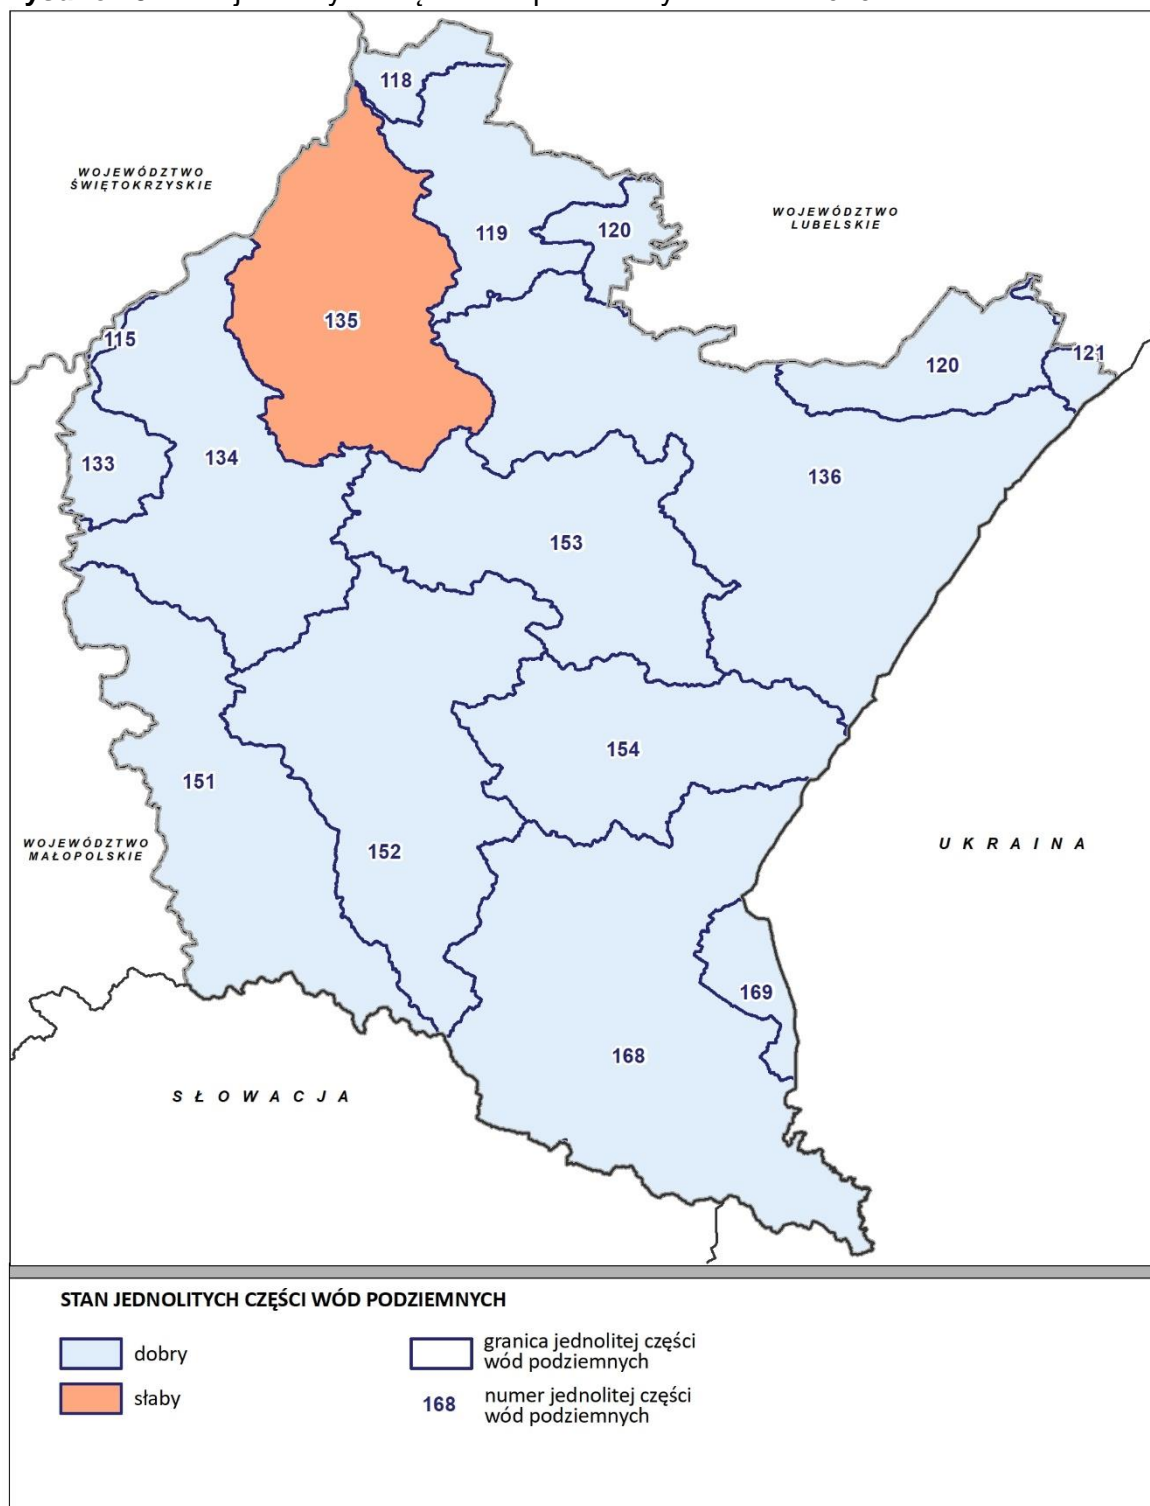 118
WOJEWÓDZTWO
ŚWIĘTOKRZYSKIE
WOJEWÓDZTWO
LUBELSKIE
119
120
135
115
120
121
133
134
136
153
154
151
152
WOJEWÓDZTWO
MAŁOPOLSKIE
UKRAINA
169
168
SŁOWACJA
STAN JEDNOLITYCH CZĘŚCI WÓD PODZIEMNYCH
dobry
słaby
granica jednolitej części
wód podziemnych
168 numer jednolitej części
wód podziemnych